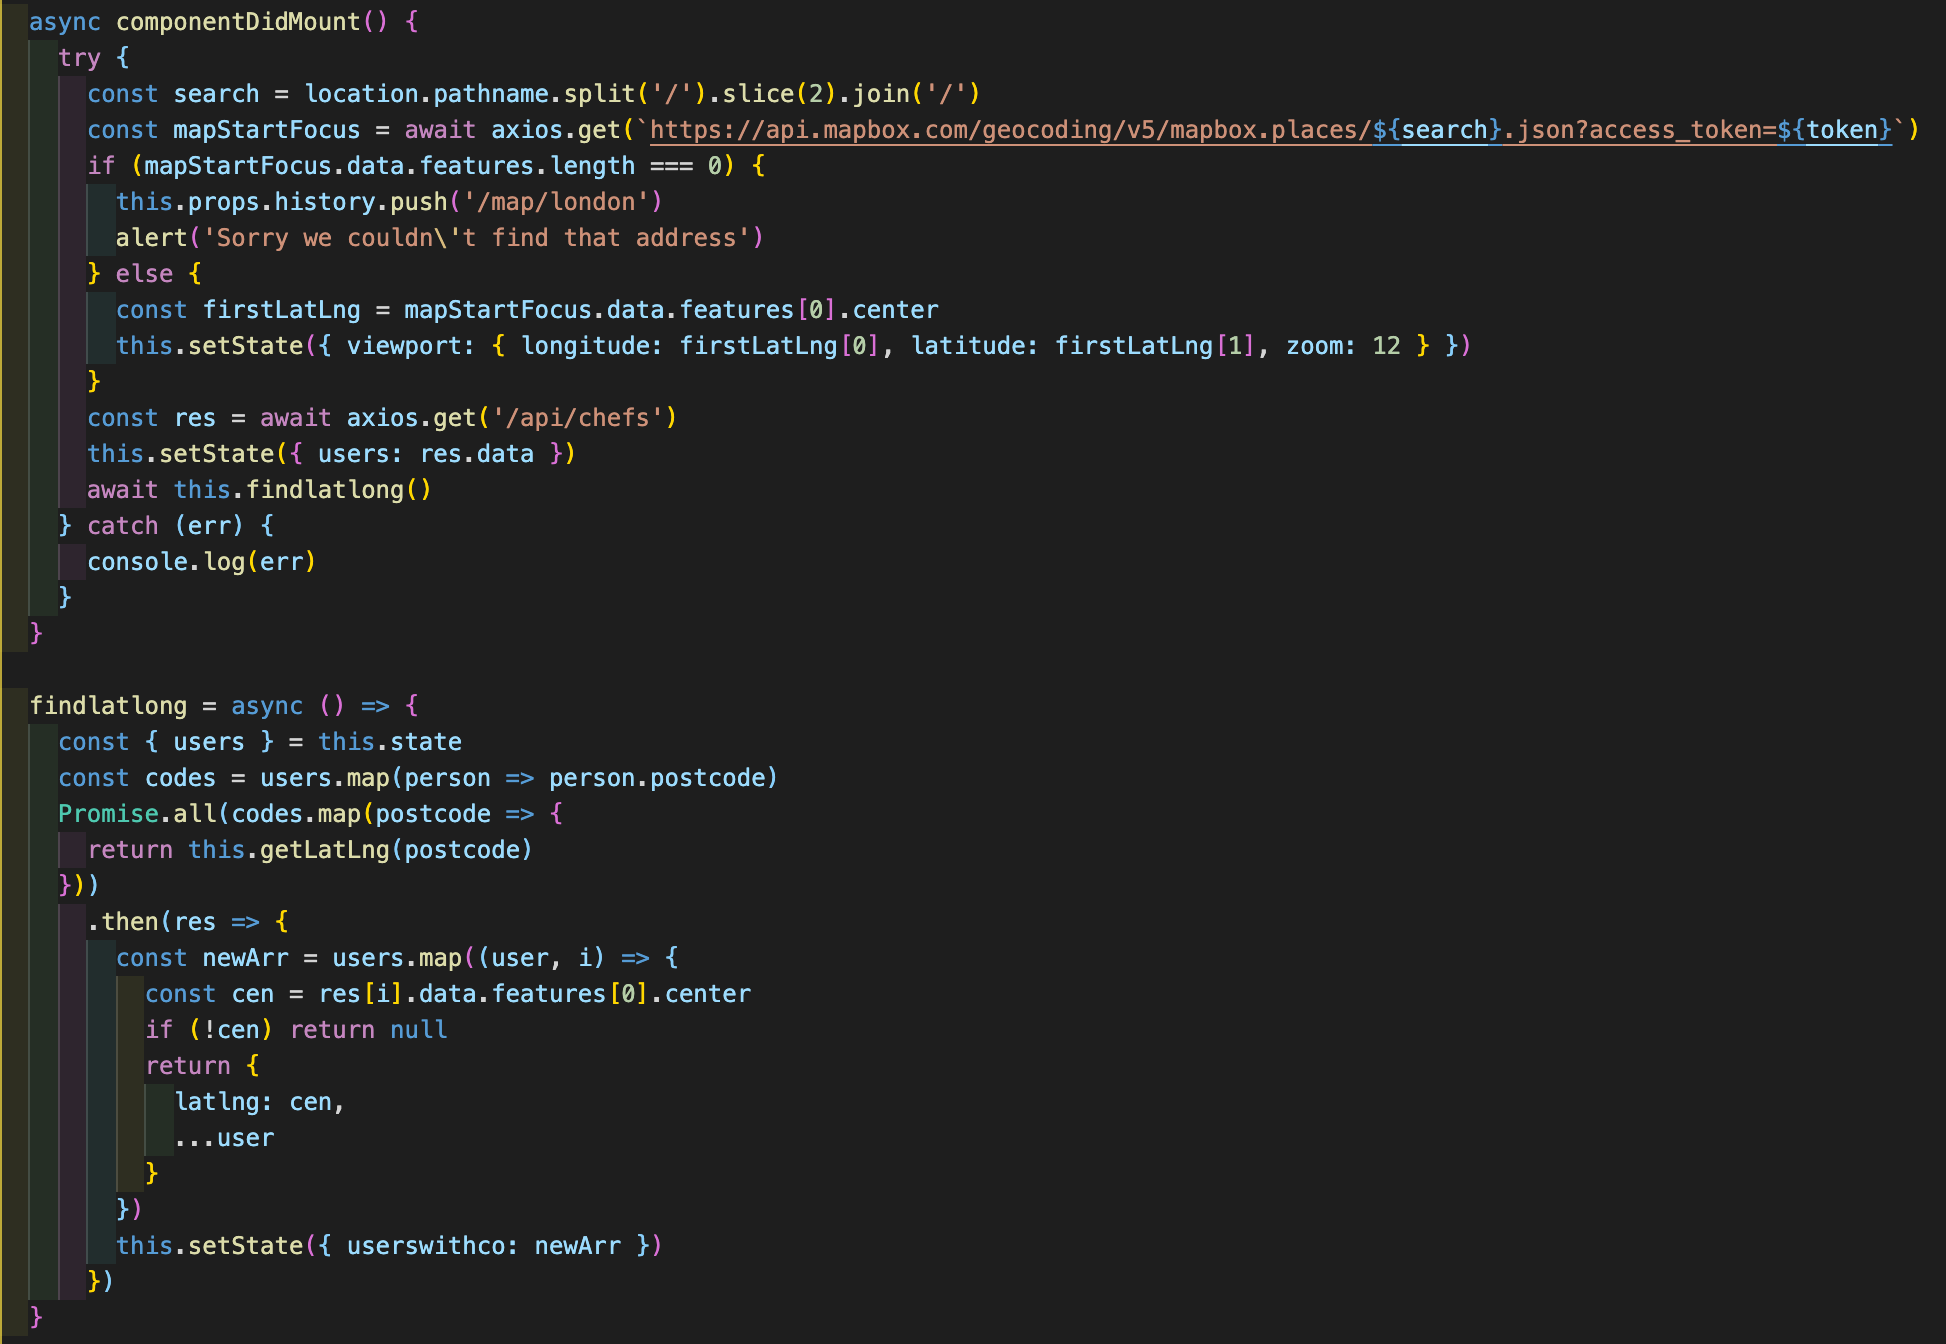 async componentDidMount() {
  try {
    const search = location.pathname.split('/').slice(2).join('/')
    const mapStartFocus = await axios.get(`https://api.mapbox.com/geocoding/v5/mapbox.places/${search}.json?access_token=${token}`)
    if (mapStartFocus.data.features.length === 0) {
      this.props.history.push('/map/london')
      alert('Sorry we couldn\'t find that address')
    } else {
      const firstLatLng = mapStartFocus.data.features[0].center
      this.setState({ viewport: { longitude: firstLatLng[0], latitude: firstLatLng[1], zoom: 12 } })
    }
    const res = await axios.get('/api/chefs')
    this.setState({ users: res.data })
    await this.findlatlong()
  } catch (err) {
    console.log(err)
  }
}

findlatlong = async () => {
  const { users } = this.state
  const codes = users.map(person => person.postcode)
  Promise.all(codes.map(postcode => {
    return this.getLatLng(postcode)
  }))
    .then(res => {
      const newArr = users.map((user, i) => {
        const cen = res[i].data.features[0].center
        if (!cen) return null
        return {
          latlng: cen,
          ...user
        }
      })
      this.setState({ userswithco: newArr })
    })
}